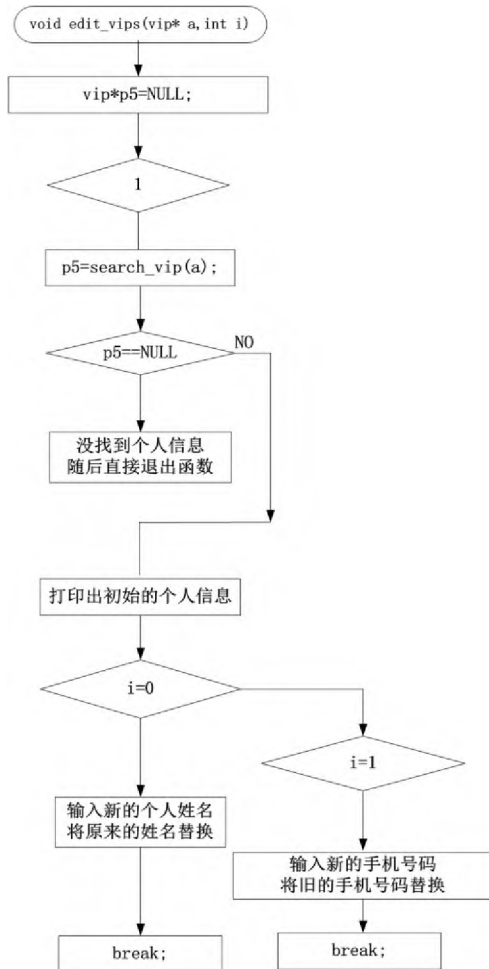 void edit_vips(vip* a,int i)
vip*p5=NULL;
1
p5=search_vip(a);
p5==NULL
NO
没找到个人信息
随后直接退出函数
打印出初始的个人信息
i=0
i=1
输入新的个人姓名
将原来的姓名替换
输入新的手机号码
将旧的手机号码替换
break;
break;